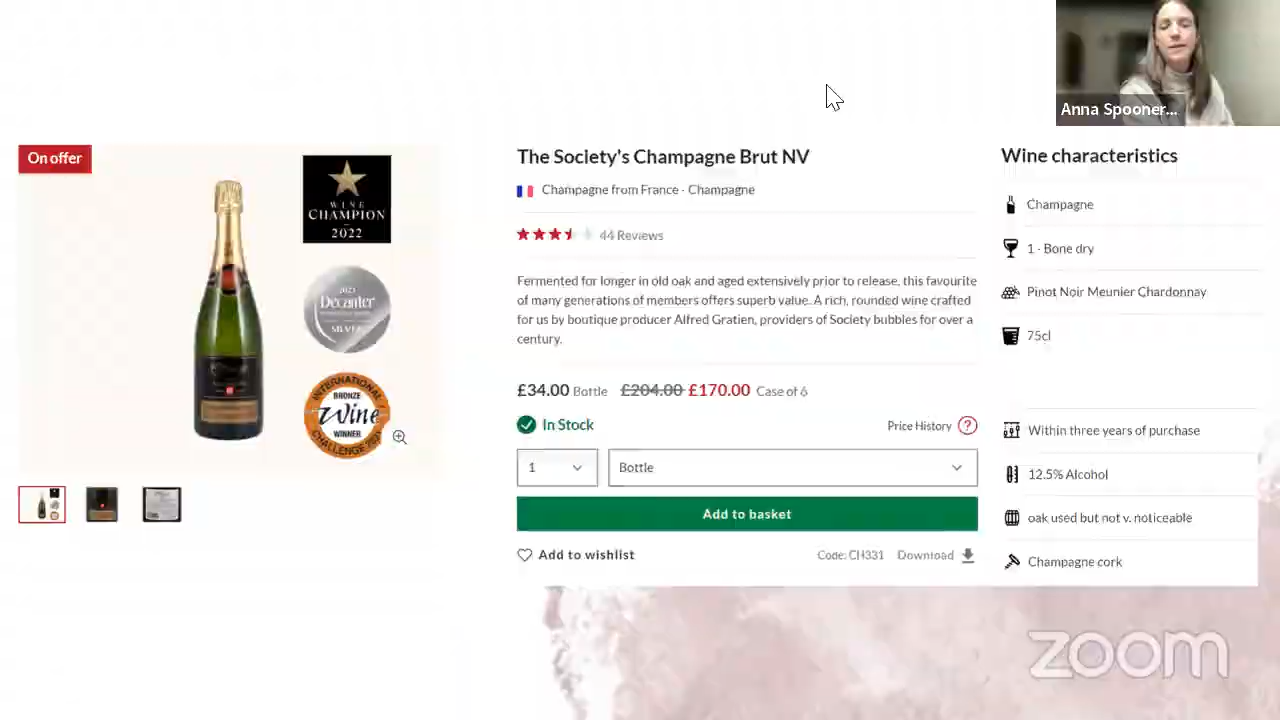 Anna Spooner...
On offer
WINE
CHAMPION
2022
Decanter
SILVER
INTERNATIONAL
BRONZE
Wine
WINNER
CHALLENGE
The Society's Champagne Brut NV
Champagne from France - Champagne
44 Reviews
Fermented for longer in old oak and aged extensively prior to release, this favourite
of many generations of members offers superb value. A rich, rounded wine crafted
for us by boutique producer Alfred Gratien, providers of Society bubbles for over a
century.
£34.00 Bottle £204.00 £170.00 Case of 6
In Stock
Price History ?
1
Bottle
Add to basket
Add to wishlist
Code: CH331 Download
Wine characteristics
Champagne
1 - Bone dry
Pinot Noir Meunier Chardonnay
75cl
Within three years of purchase
12.5% Alcohol
oak used but not v. noticeable
Champagne cork
zoom